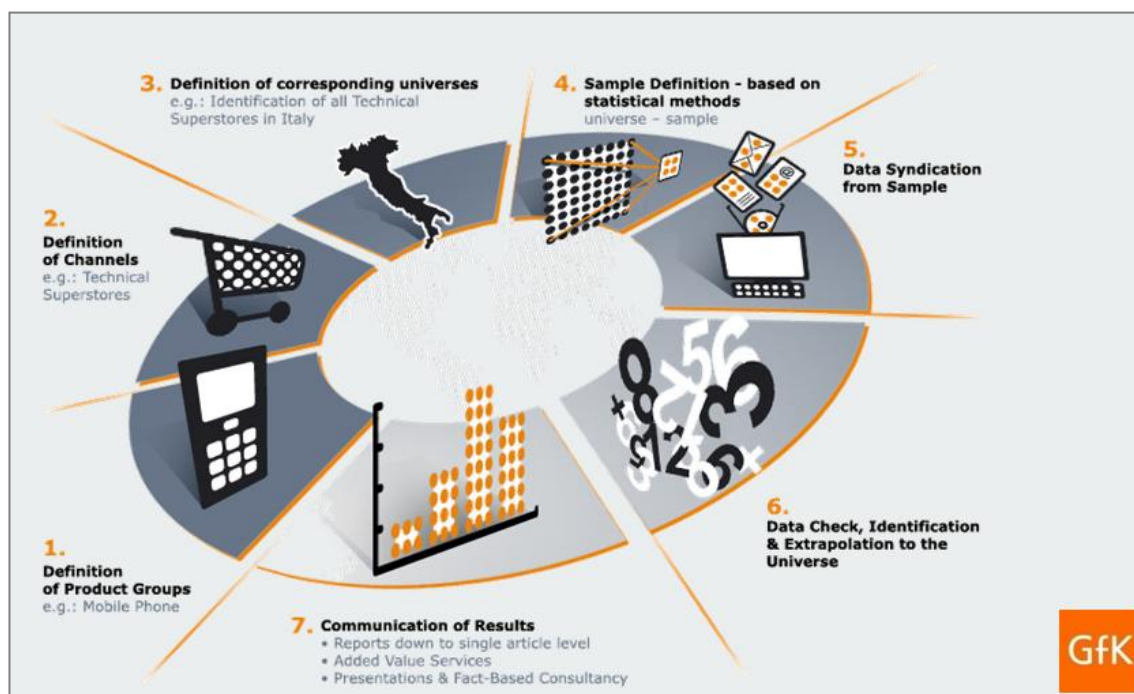 3. Definition of corresponding universes
e.g.: Identification of all Technical
Superstores in Italy
4. Sample Definition - based on
statistical methods
universe – sample
5.
Data Syndication
from Sample
2.
Definition
of Channels
e.g.: Technical
Superstores
1.
Definition
of Product Groups
e.g.: Mobile Phone
6.
Data Check, Identification
& Extrapolation to the
Universe
7. Communication of Results
• Reports down to single article level
• Added Value Services
• Presentations & Fact-Based Consultancy
GfK